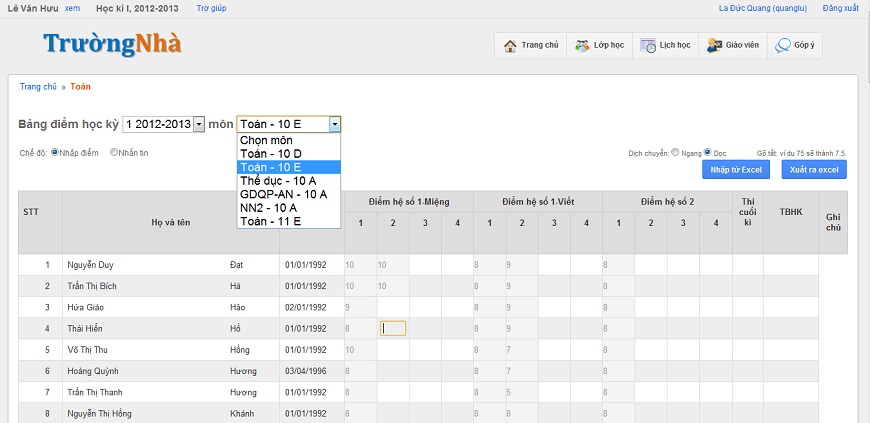 Lê Văn Hưu xem Học kì I, 2012-2013 Trợ giúp La Đức Quang (quanglu) Đăng xuất
TrườngNhà Trang chủ Lớp học Lịch học Giáo viên Góp ý
Trang chủ » Toán
Bảng điểm học kỳ 1 2012-2013 môn Toán - 10 E
Chọn môn
Toán - 10 D
Toán - 10 E
Thể dục - 10 A
GDQP-AN - 10 A
NN2 - 10 A
Toán - 11 E
Chế độ: Nhập điểm Nhắn tin Dịch chuyển: Ngang Dọc Gõ tắt: ví dụ 75 sẽ thành 7.5.
Nhập từ Excel Xuất ra excel
STT Họ và tên Điểm hệ số 1-Miệng Điểm hệ số 1-Viết Điểm hệ số 2 Thi cuối kì TBHK Ghi chú
1 2 3 4 1 2 3 4 1 2 3 4
1 Nguyễn Duy Đạt 01/01/1992 10 10 8 9 8
2 Trần Thị Bích Hà 01/01/1992 10 10 8 9 8
3 Hứa Giáo Hào 02/01/1992 9 8 9 8
4 Thái Hiển Hồ 01/01/1992 8 8 9 8
5 Võ Thị Thu Hồng 01/01/1992 10 8 7 8
6 Hoàng Quỳnh Hương 03/04/1996 8 8 7 8
7 Trần Thị Thanh Hương 01/01/1992 8 8 5 8
8 Nguyễn Thị Hồng Khánh 01/01/1992 8 8 8 8